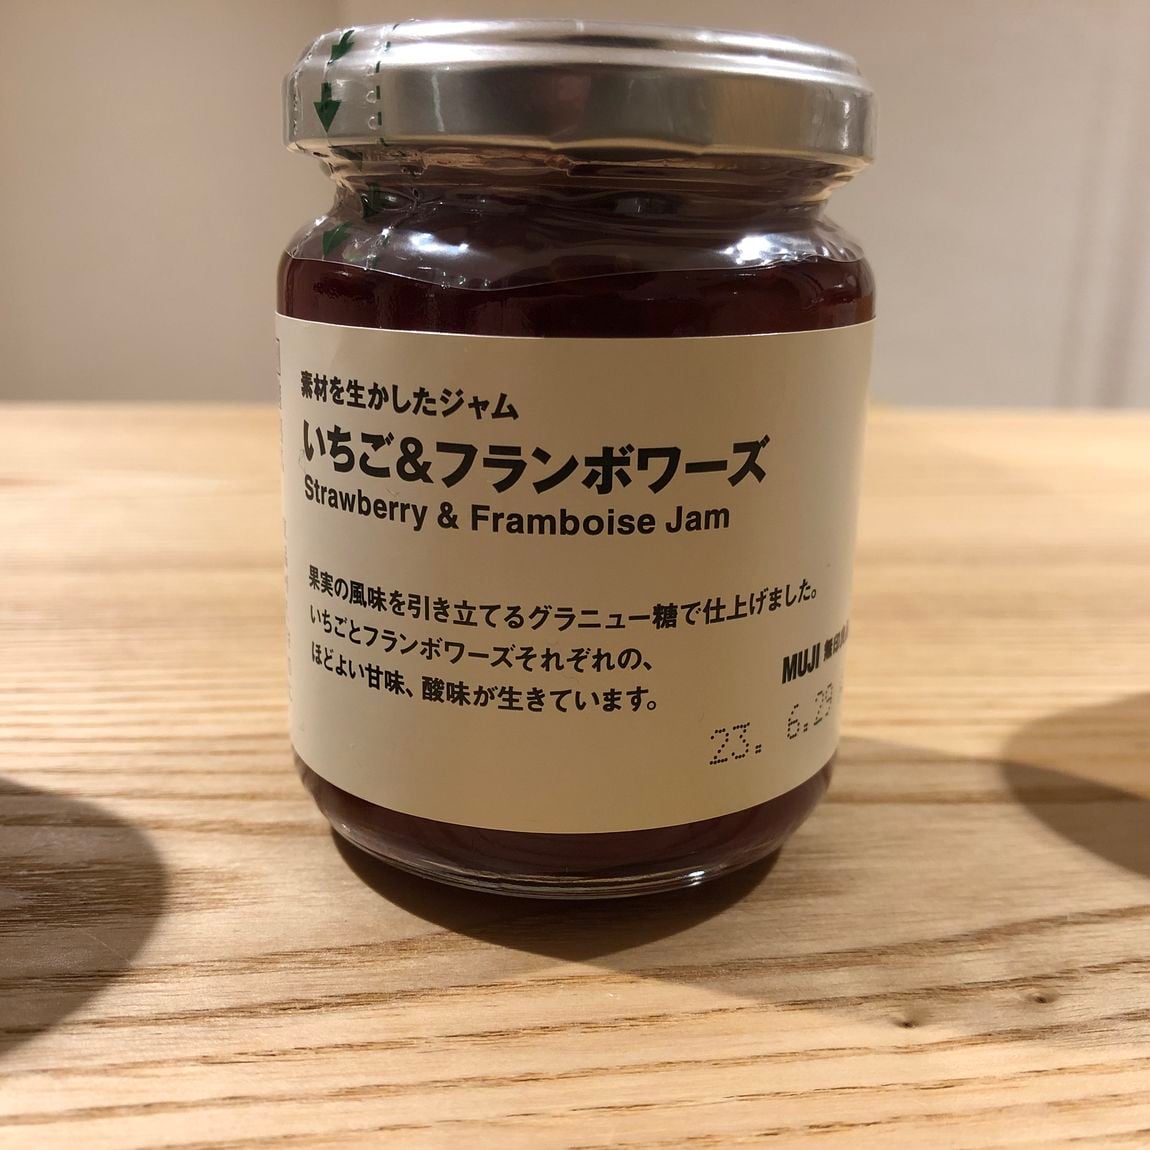 素材を生かしたジャム
いちご&フランボワーズ
Strawberry & Framboise Jam
果実の風味を引き立てるグラニュー糖で仕上げました。
いちごとフランボワーズそれぞれの、
ほどよい甘味、酸味が生きています。
MUJI 無印良
23. 6.29